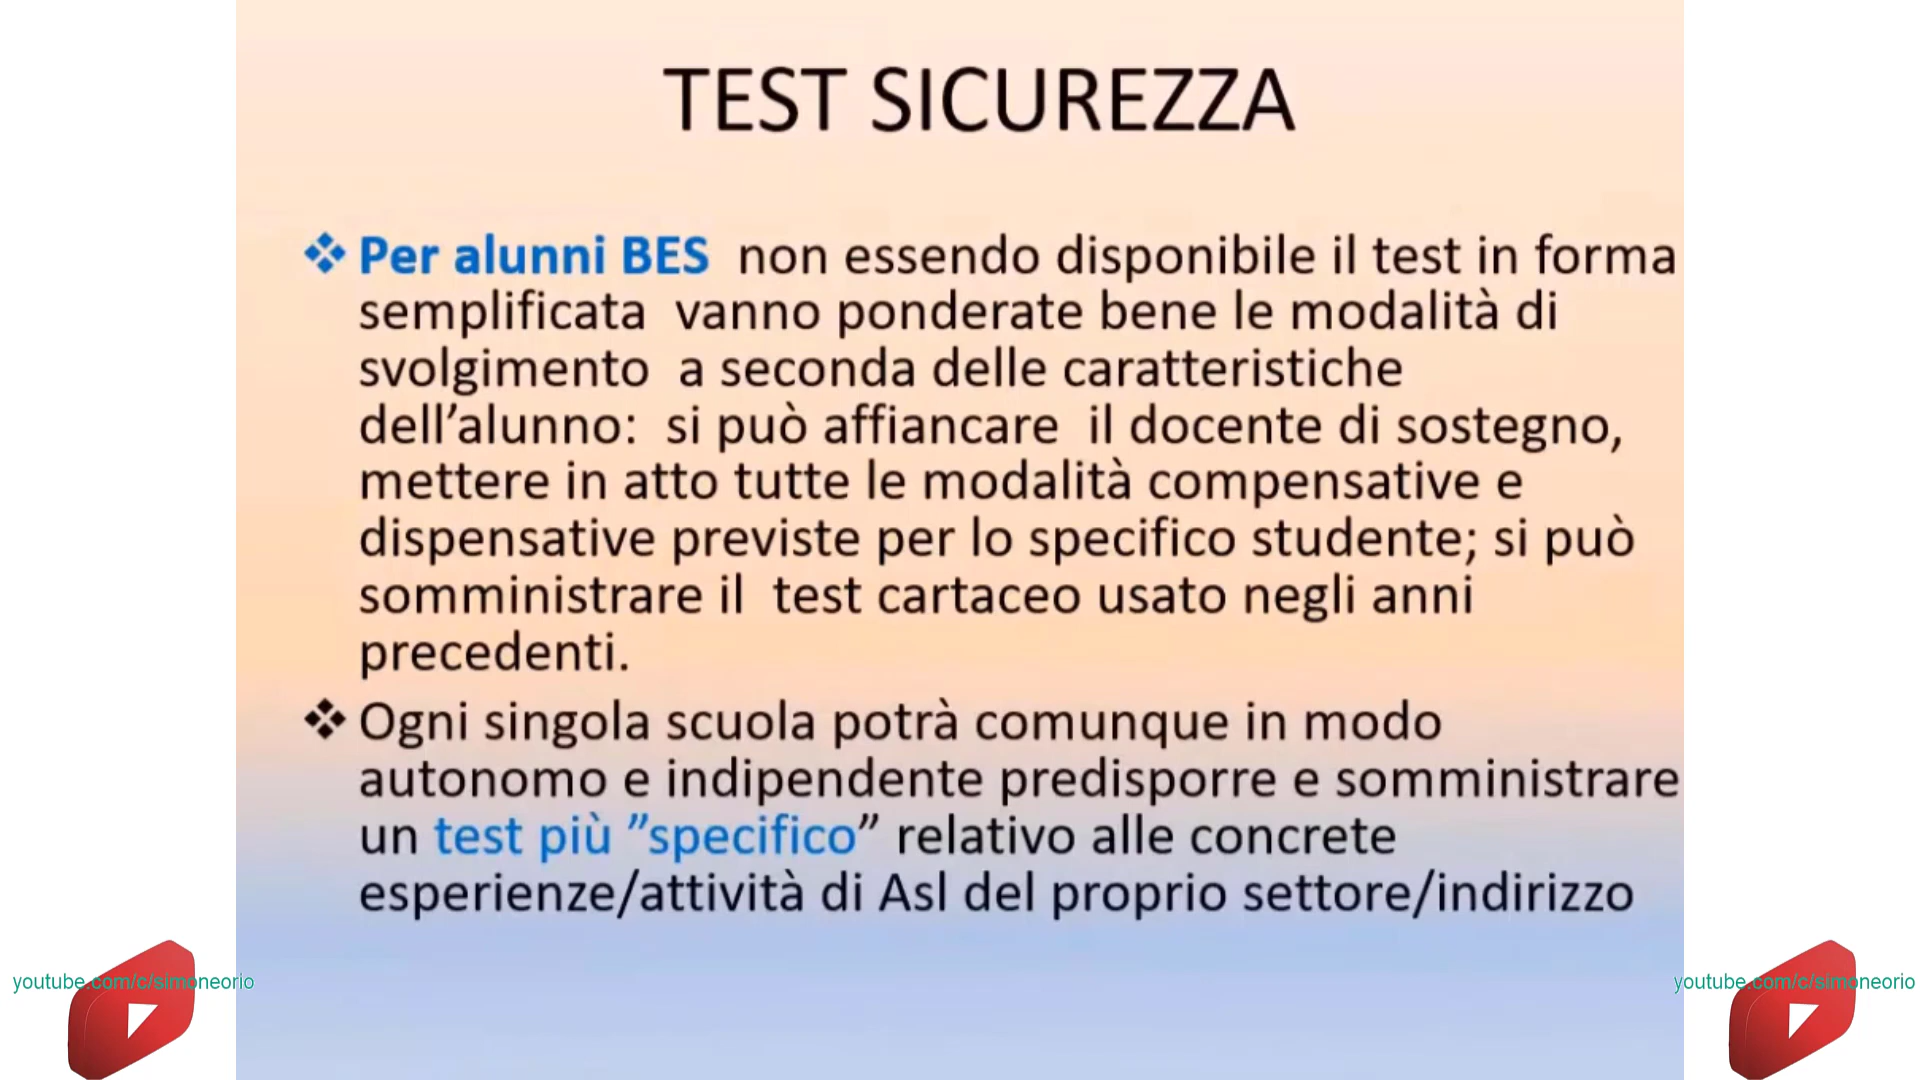 TEST SICUREZZA
❖ Per alunni BES non essendo disponibile il test in forma
semplificata vanno ponderate bene le modalità di
svolgimento a seconda delle caratteristiche
dell’alunno: si può affiancare il docente di sostegno,
mettere in atto tutte le modalità compensative e
dispensative previste per lo specifico studente; si può
somministrare il test cartaceo usato negli anni
precedenti.
❖ Ogni singola scuola potrà comunque in modo
autonomo e indipendente predisporre e somministrare
un test più ”specifico” relativo alle concrete
esperienze/attività di Asl del proprio settore/indirizzo
youtube.com/c/simoneorio
youtube.com/c/simoneorio